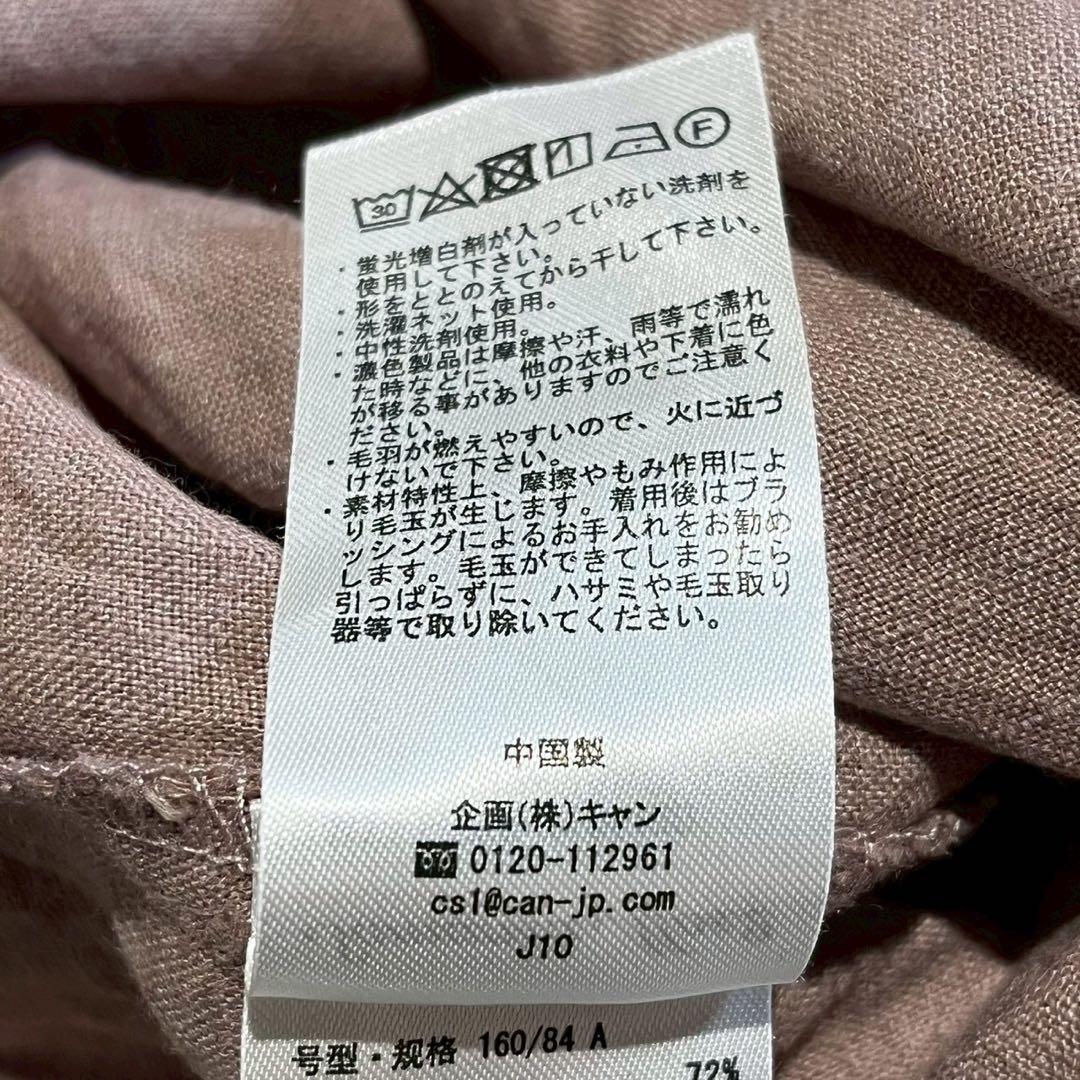 30 F
・蛍光増白剤が入っていない洗剤を
使用して下さい。
・形をととのえてから干して下さい。
・洗濯ネット使用。
・中性洗剤使用。
・濃色製品は摩擦や汗、雨等で濡れ
た時などに、他の衣料や下着に色
が移る事がありますのでご注意く
ださい。
・毛羽が燃えやすいので、火に近づ
けないで下さい。
・素材特性上、摩擦やもみ作用によ
り毛玉が生じます。着用後はブラ
ッシングによるお手入れをお勧め
します。毛玉ができてしまったら
引っぱらずに、ハサミや毛玉取り
器等で取り除いてください。
中国製
企画(株)キャン
0120-112961
cs1@can-jp.com
J10
号型・规格 160/84 A
72%